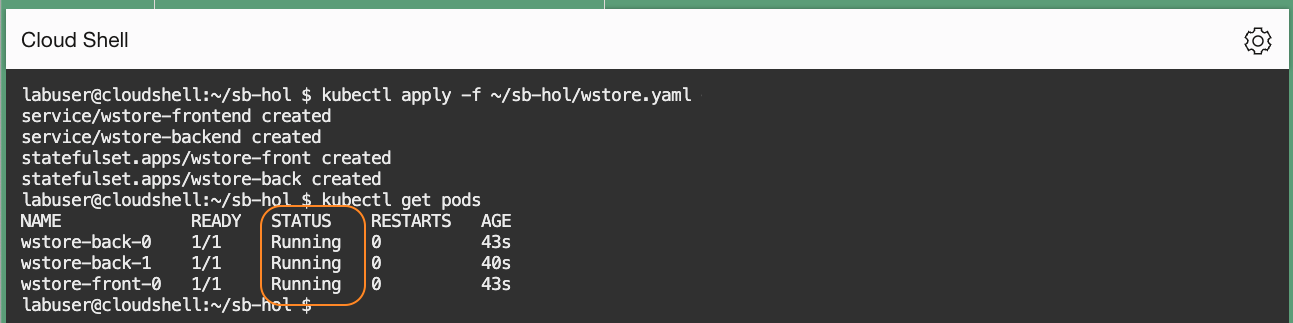 Cloud Shell
labuser@cloudshell:~/sb-hol $ kubectl apply -f ~/sb-hol/wstore.yaml
service/wstore-frontend created
service/wstore-backend created
statefulset.apps/wstore-front created
statefulset.apps/wstore-back created
labuser@cloudshell:~/sb-hol $ kubectl get pods
NAME             READY   STATUS    RESTARTS   AGE
wstore-back-0    1/1     Running   0          43s
wstore-back-1    1/1     Running   0          40s
wstore-front-0   1/1     Running   0          43s
labuser@cloudshell:~/sb-hol $